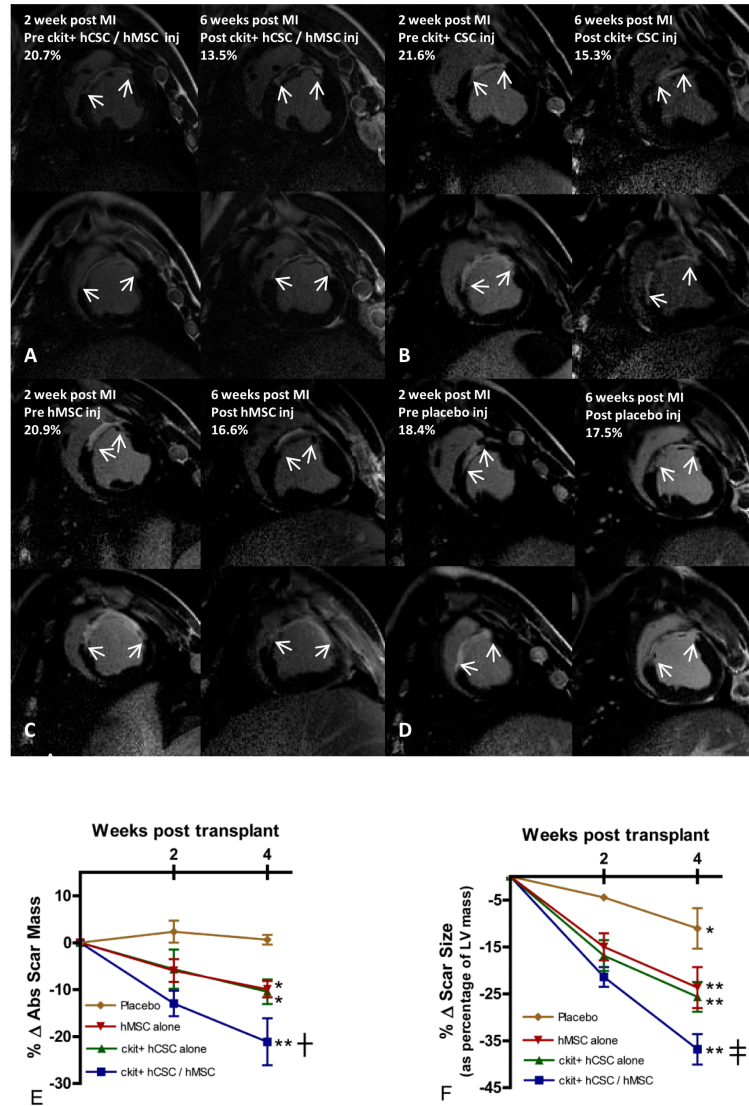 2 week post MI
Pre ckit+ hCSC / hMSC inj
20.7%
6 weeks post MI
Post ckit+ hCSC / hMSC inj
13.5%
2 week post MI
Pre ckit+ CSC inj
21.6%
6 weeks post MI
Post ckit+ CSC inj
15.3%
A
B
2 week post MI
Pre hMSC inj
20.9%
6 weeks post MI
Post hMSC inj
16.6%
2 week post MI
Pre placebo inj
18.4%
6 weeks post MI
Post placebo inj
17.5%
C
D
Weeks post transplant
2 4
% Δ Abs Scar Mass
10
0
-10
-20
-30
*
*
** †
Placebo
hMSC alone
ckit+ hCSC alone
ckit+ hCSC / hMSC
E
Weeks post transplant
2 4
% Δ Scar Size
(as percentage of LV mass)
-5
-15
-25
-35
-45
*
**
**
** ‡
Placebo
hMSC alone
ckit+ hCSC alone
ckit+ hCSC / hMSC
F